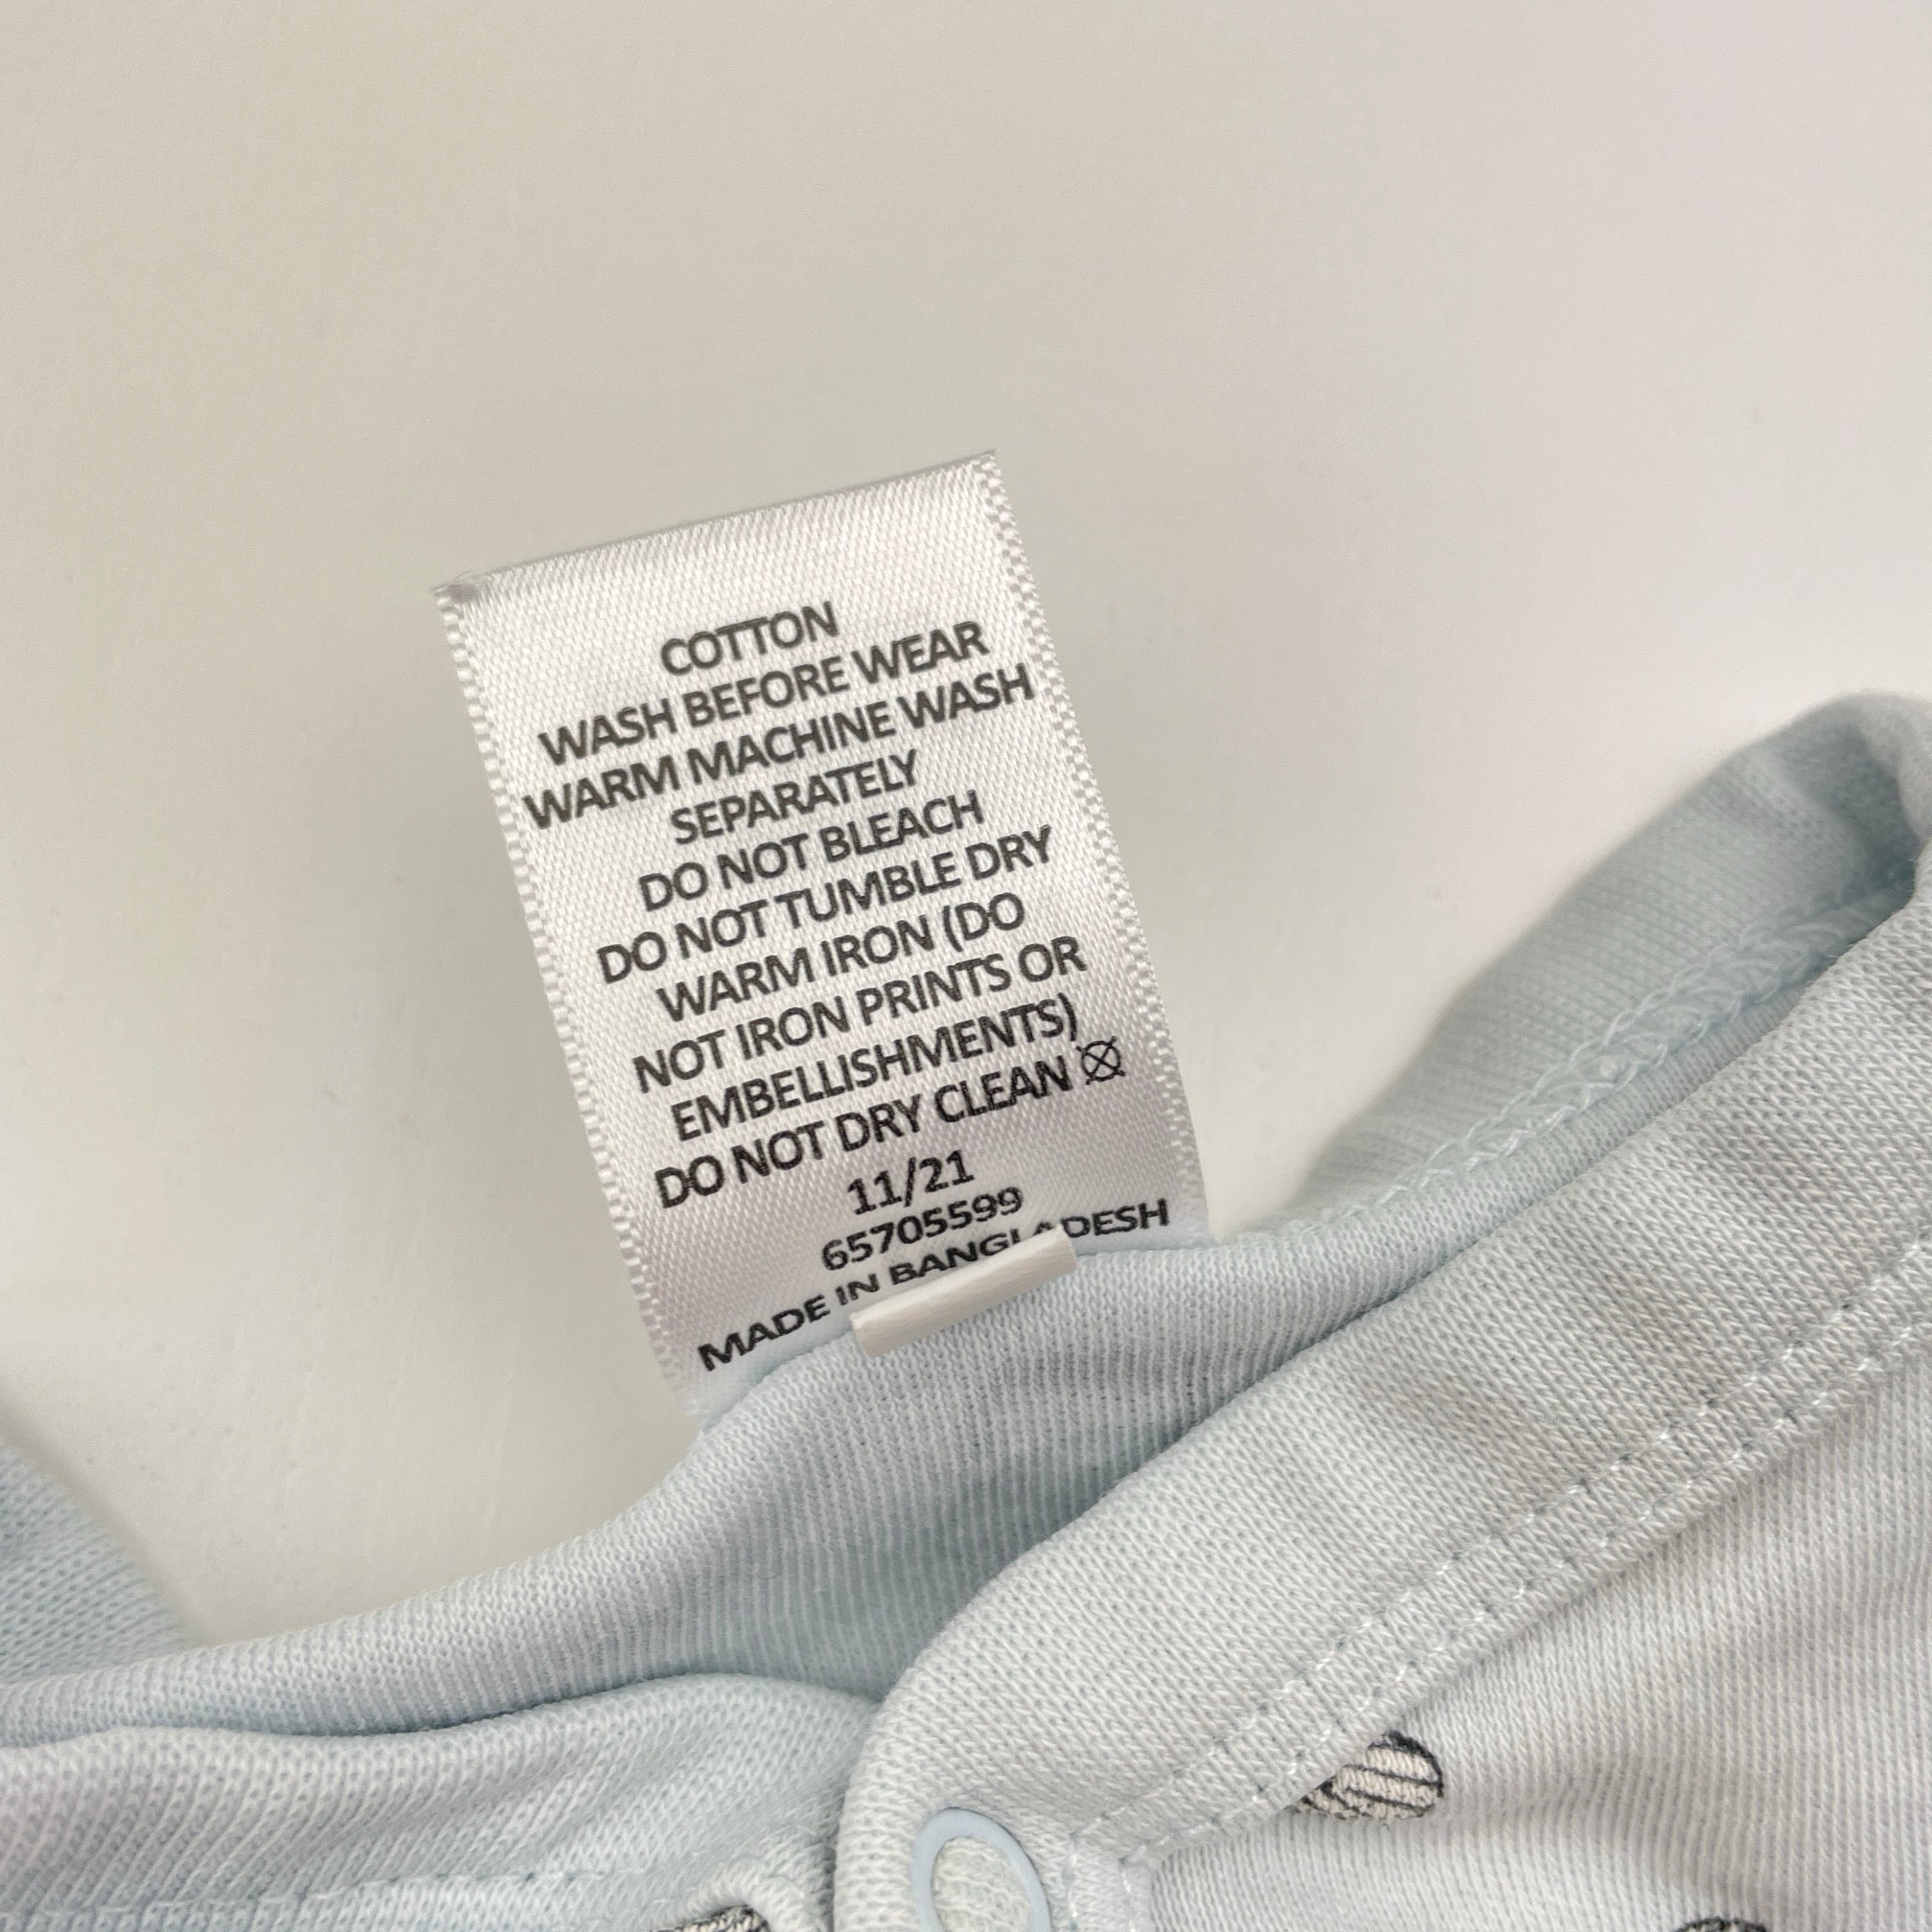 COTTON
WASH BEFORE WEAR
WARM MACHINE WASH
SEPARATELY
DO NOT BLEACH
DO NOT TUMBLE DRY
WARM IRON (DO
NOT IRON PRINTS OR
EMBELLISHMENTS)
DO NOT DRY CLEAN
11/21
65705599
MADE IN BANGLADESH